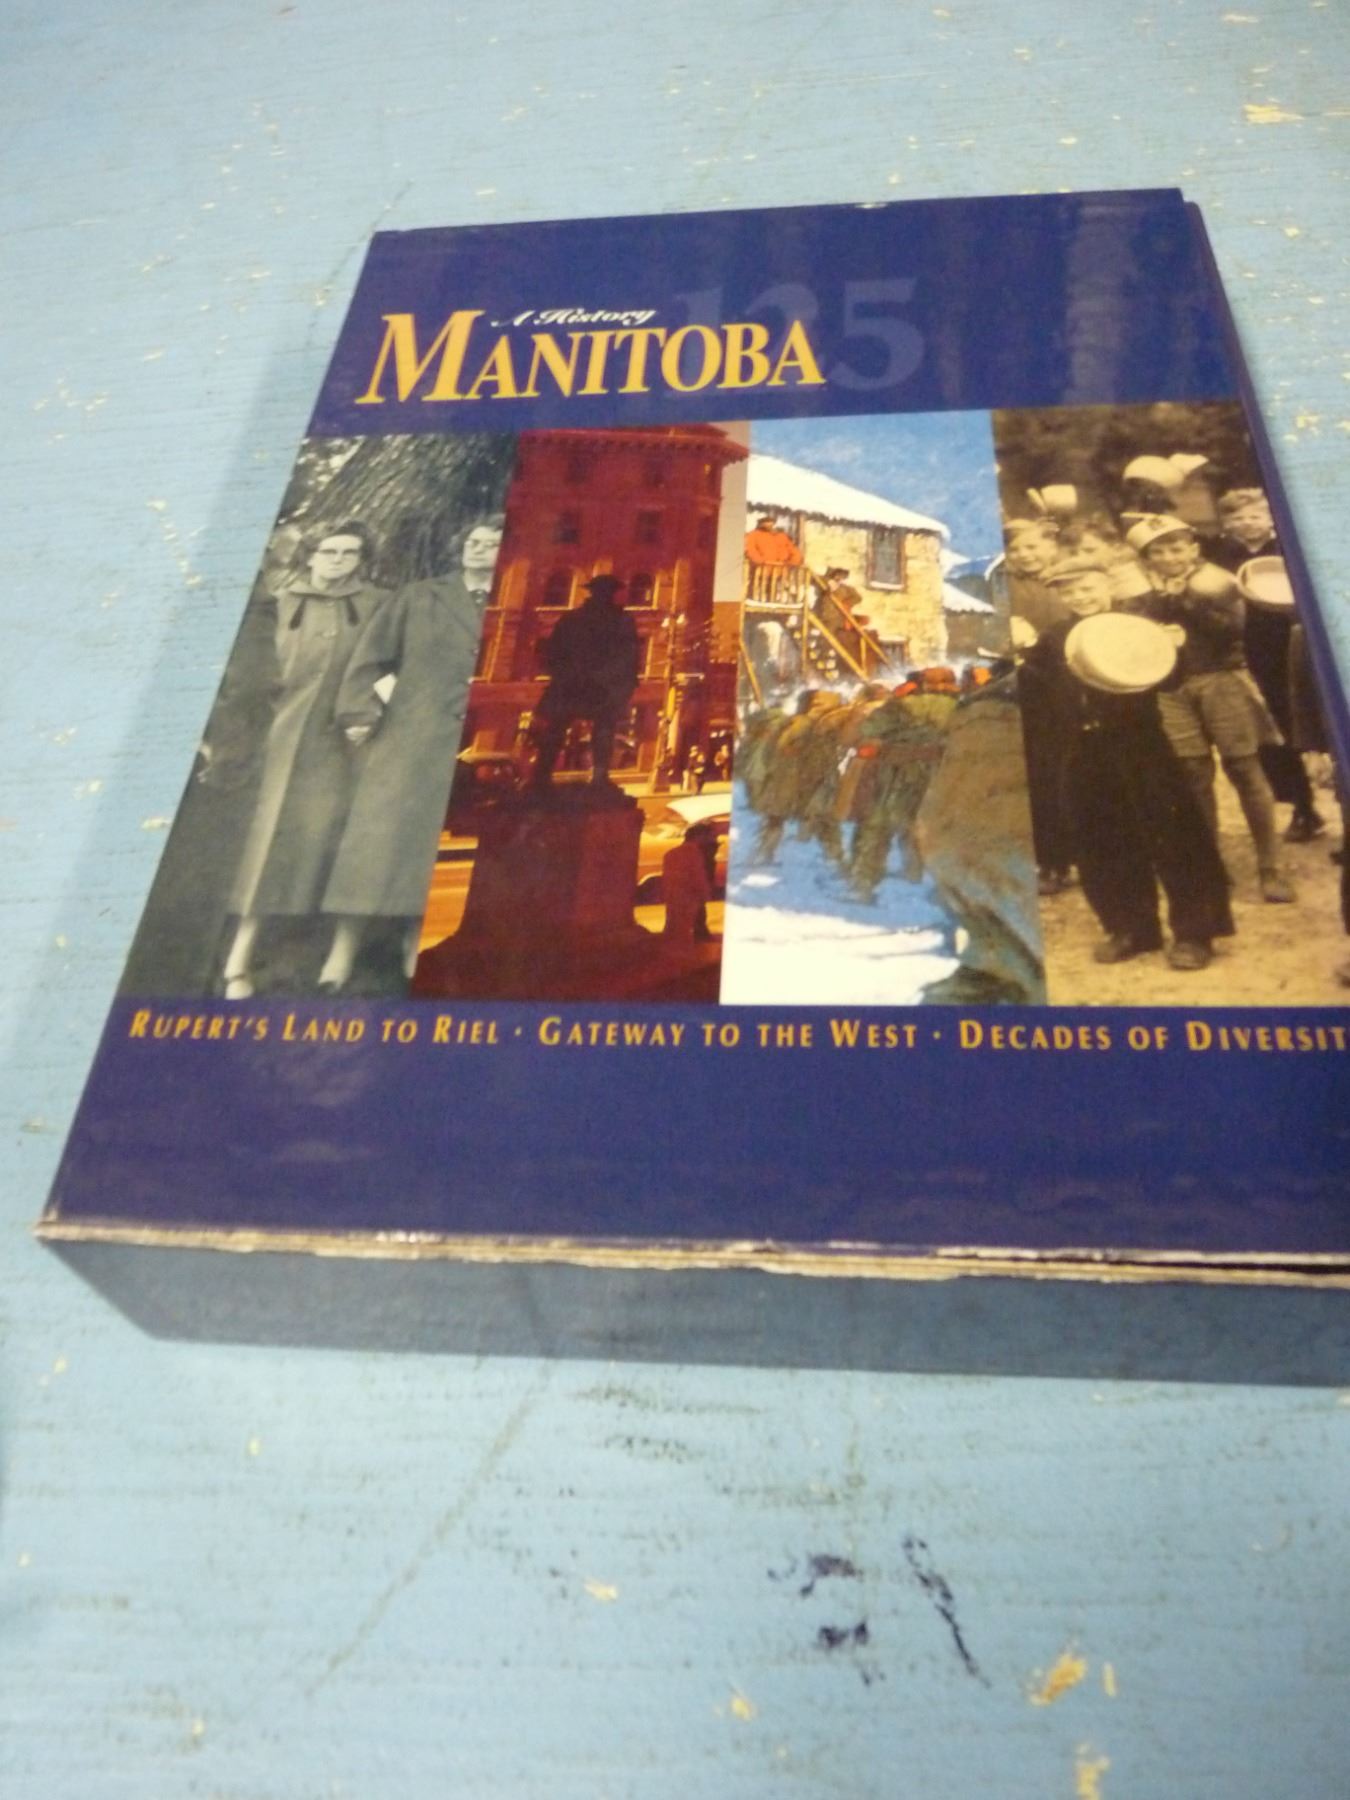 A History
MANITOBA 125
RUPERT'S LAND TO RIEL · GATEWAY TO THE WEST · DECADES OF DIVERSIT